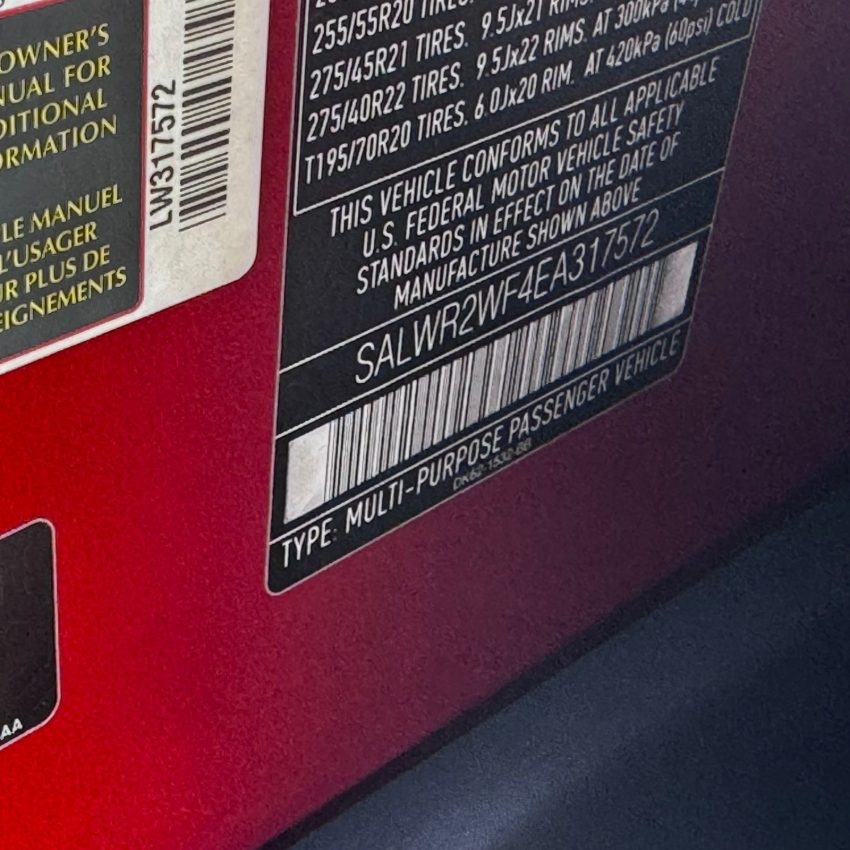 OWNER'S
NUAL FOR
DITIONAL
ORMATION
LE MANUEL
L'USAGER
UR PLUS DE
EIGNEMENTS
LW317572
255/55R20 TIRES.
275/45R21 TIRES. 9.5Jx21 RIMS.
275/40R22 TIRES. 9.5Jx22 RIMS. AT 300kPa
T195/70R20 TIRES. 6.0Jx20 RIM. AT 420kPa (60psi) COLD
THIS VEHICLE CONFORMS TO ALL APPLICABLE
U.S. FEDERAL MOTOR VEHICLE SAFETY
STANDARDS IN EFFECT ON THE DATE OF
MANUFACTURE SHOWN ABOVE
SALWR2WF4EA317572
TYPE: MULTI-PURPOSE PASSENGER VEHICLE
AA